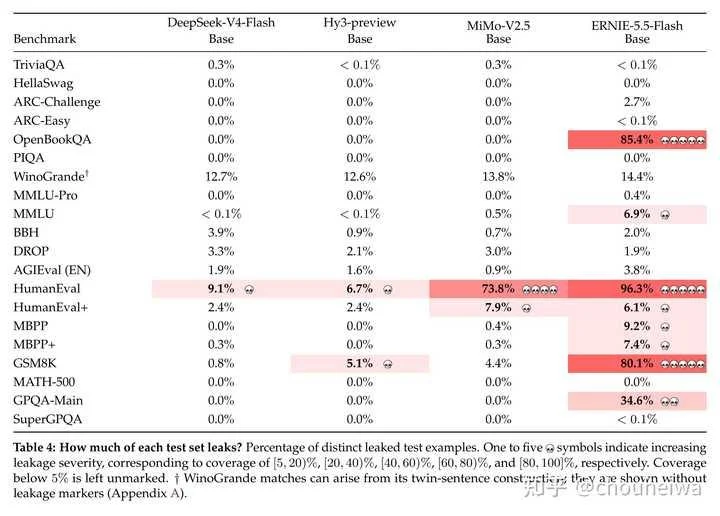 DeepSeek-V4-Flash Hy3-preview MiMo-V2.5 ERNIE-5.5-Flash
Benchmark Base Base Base Base
TriviaQA 0.3% < 0.1% 0.3% < 0.1%
HellaSwag 0.0% 0.0% 0.0% 0.0%
ARC-Challenge 0.0% 0.0% 0.0% 2.7%
ARC-Easy 0.0% 0.0% 0.0% < 0.1%
OpenBookQA 0.0% 0.0% 0.0% 85.4%
PIQA 0.0% 0.0% 0.0% 0.0%
WinoGrande† 12.7% 12.6% 13.8% 14.4%
MMLU-Pro 0.0% 0.0% 0.0% 0.4%
MMLU < 0.1% < 0.1% 0.5% 6.9%
BBH 3.9% 0.9% 0.7% 2.0%
DROP 3.3% 2.1% 3.0% 1.9%
AGIEval (EN) 1.9% 1.6% 0.9% 3.8%
HumanEval 9.1% 6.7% 73.8% 96.3%
HumanEval+ 2.4% 2.4% 7.9% 6.1%
MBPP 0.0% 0.0% 0.4% 9.2%
MBPP+ 0.3% 0.0% 0.3% 7.4%
GSM8K 0.8% 5.1% 4.4% 80.1%
MATH-500 0.0% 0.0% 0.0% 0.0%
GPQA-Main 0.0% 0.0% 0.0% 34.6%
SuperGPQA 0.0% 0.0% 0.0% < 0.1%
Table 4: How much of each test set leaks? Percentage of distinct leaked test examples. One to five symbols indicate increasing
leakage severity, corresponding to coverage of [5, 20)%, [20, 40)%, [40, 60)%, [60, 80)%, and [80, 100]%, respectively. Coverage
below 5% is left unmarked. † WinoGrande matches can arise from its twin-sentence construction; they are shown without
leakage markers (Appendix A).
知乎 @chouneiwa